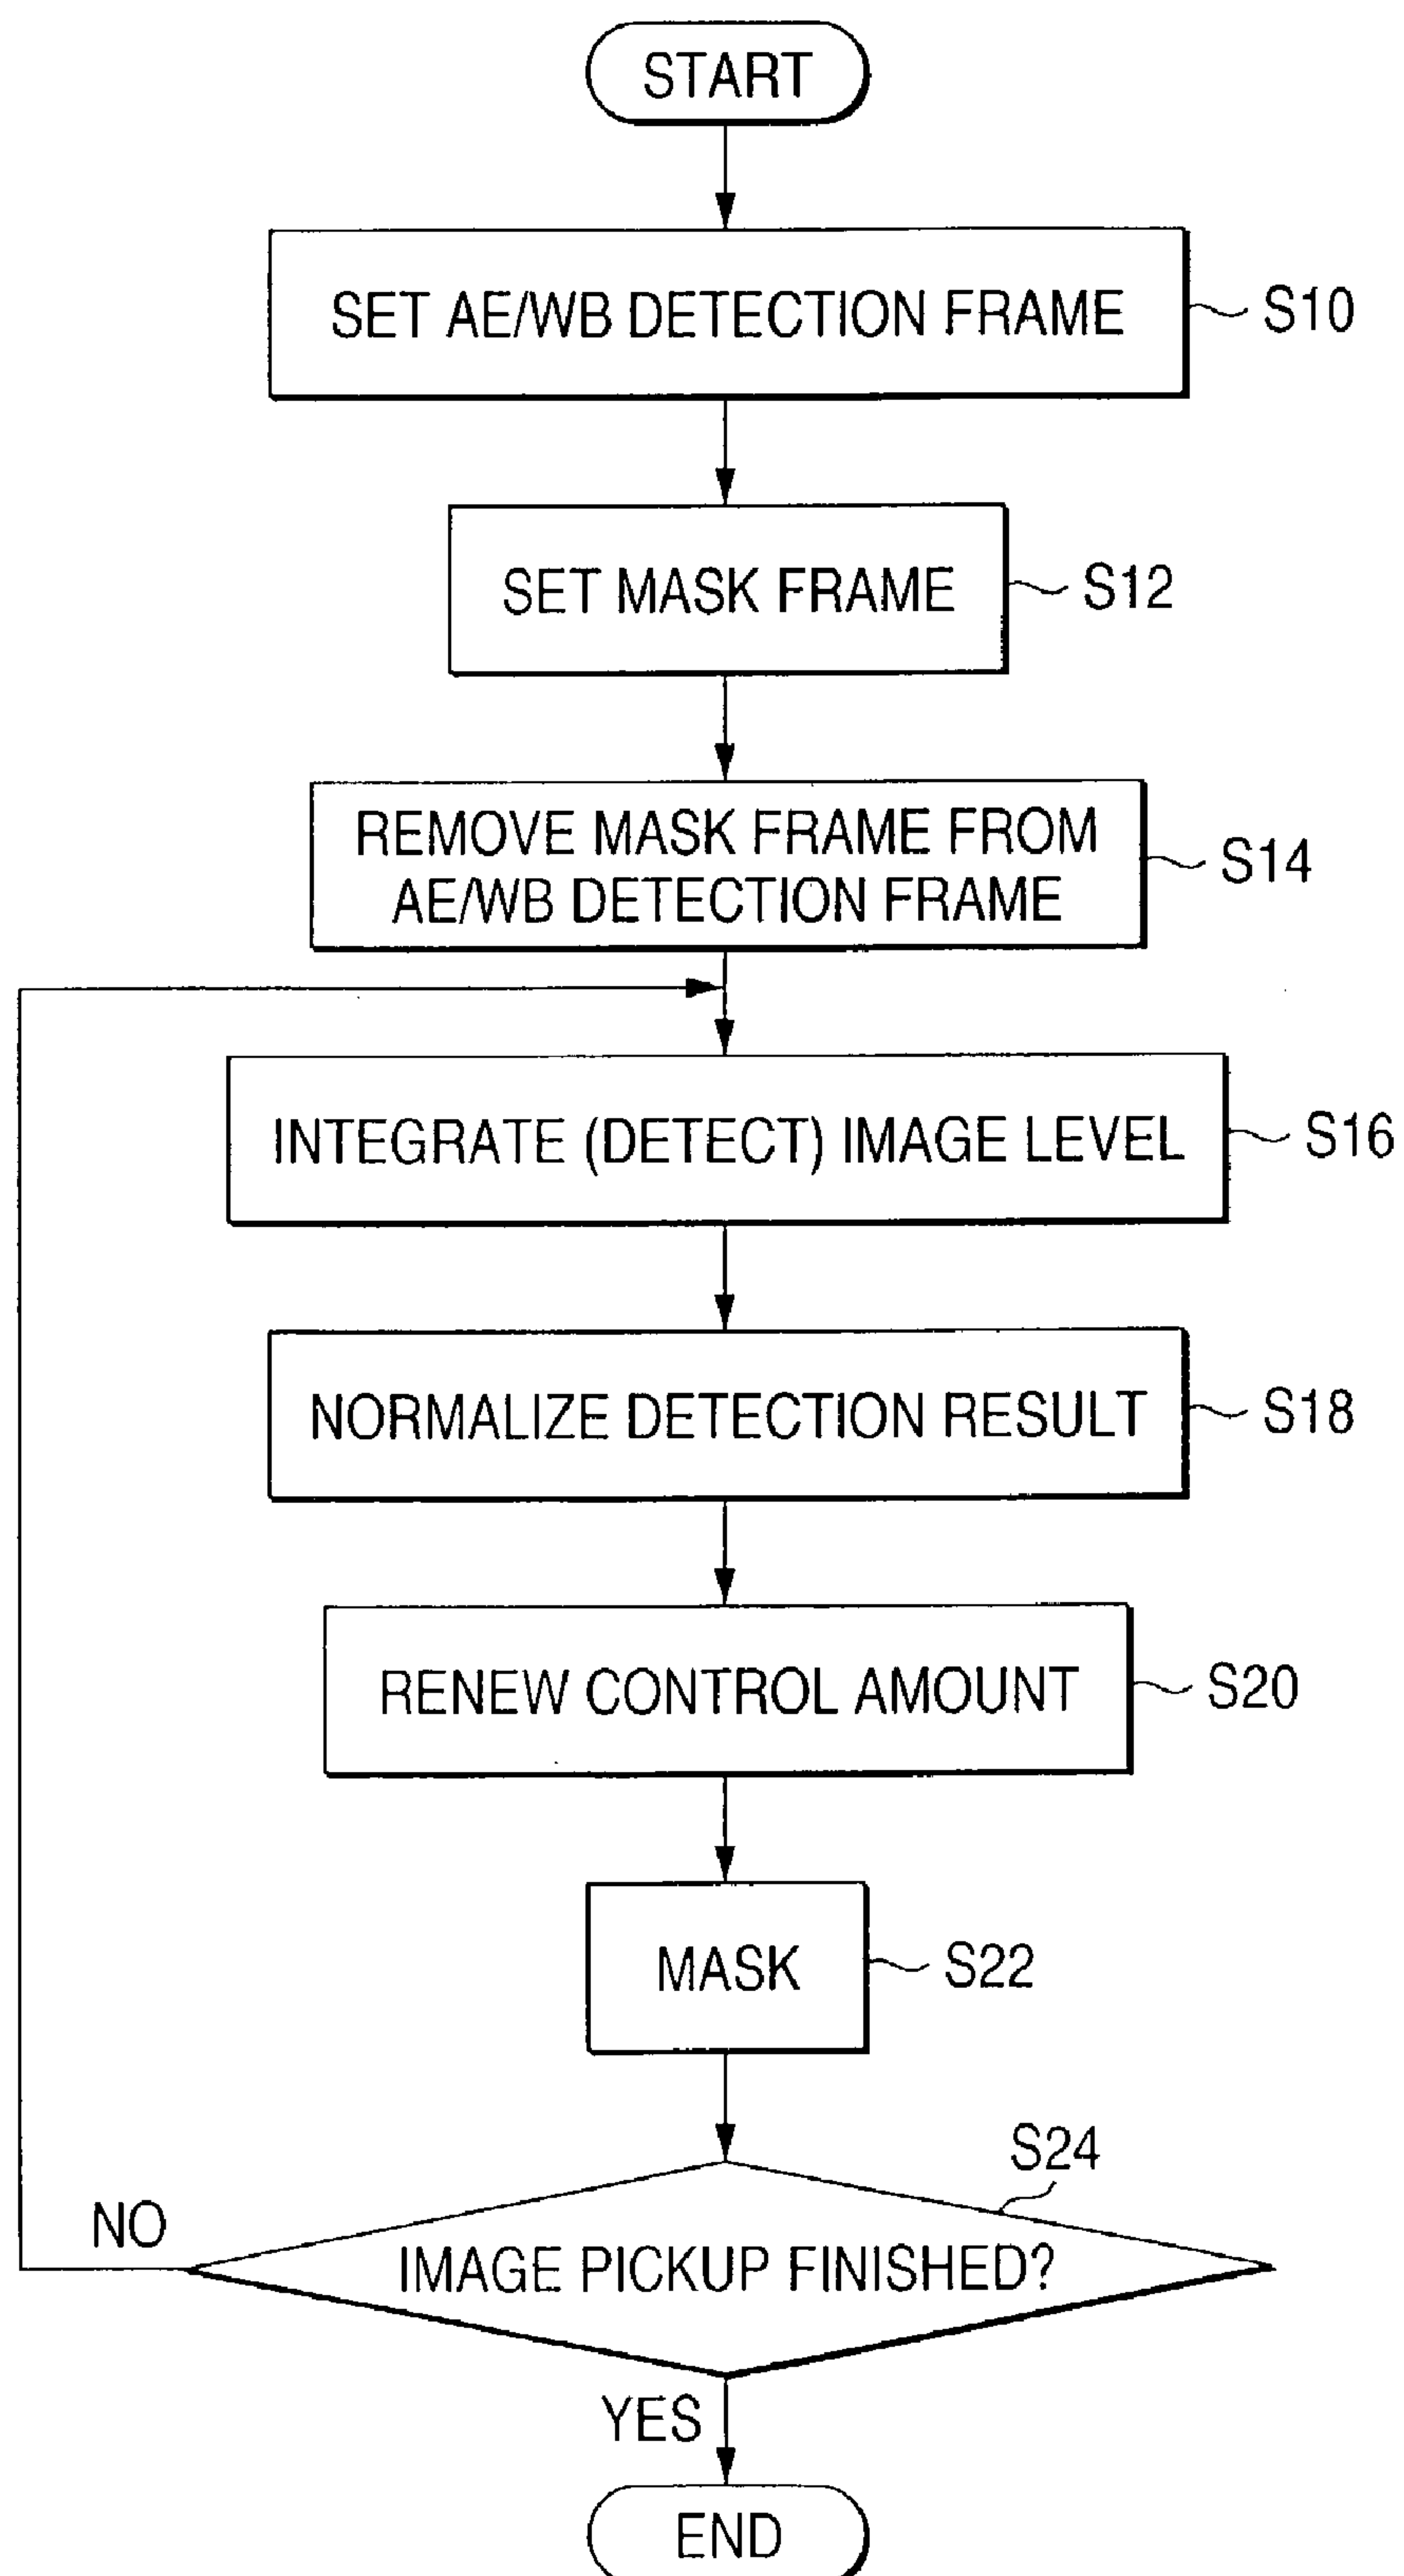 START
SET AE/WB DETECTION FRAME
S10
SET MASK FRAME
S12
REMOVE MASK FRAME FROM
AE/WB DETECTION FRAME
S14
INTEGRATE (DETECT) IMAGE LEVEL
S16
NORMALIZE DETECTION RESULT
S18
RENEW CONTROL AMOUNT
S20
MASK
S22
S24
NO
IMAGE PICKUP FINISHED?
YES
END